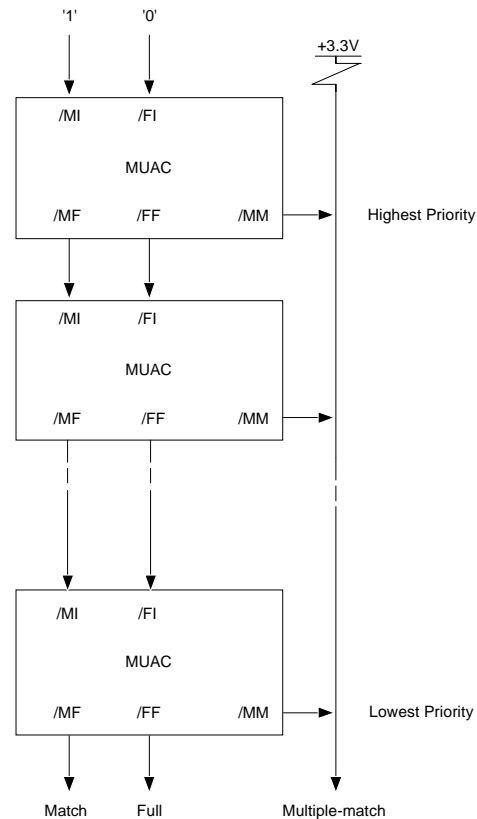 '1' '0'
+3.3V
/MI /FI
MUAC
/MF /FF /MM
Highest Priority
/MI /FI
MUAC
/MF /FF /MM
/MI /FI
MUAC
/MF /FF /MM
Lowest Priority
Match Full Multiple-match